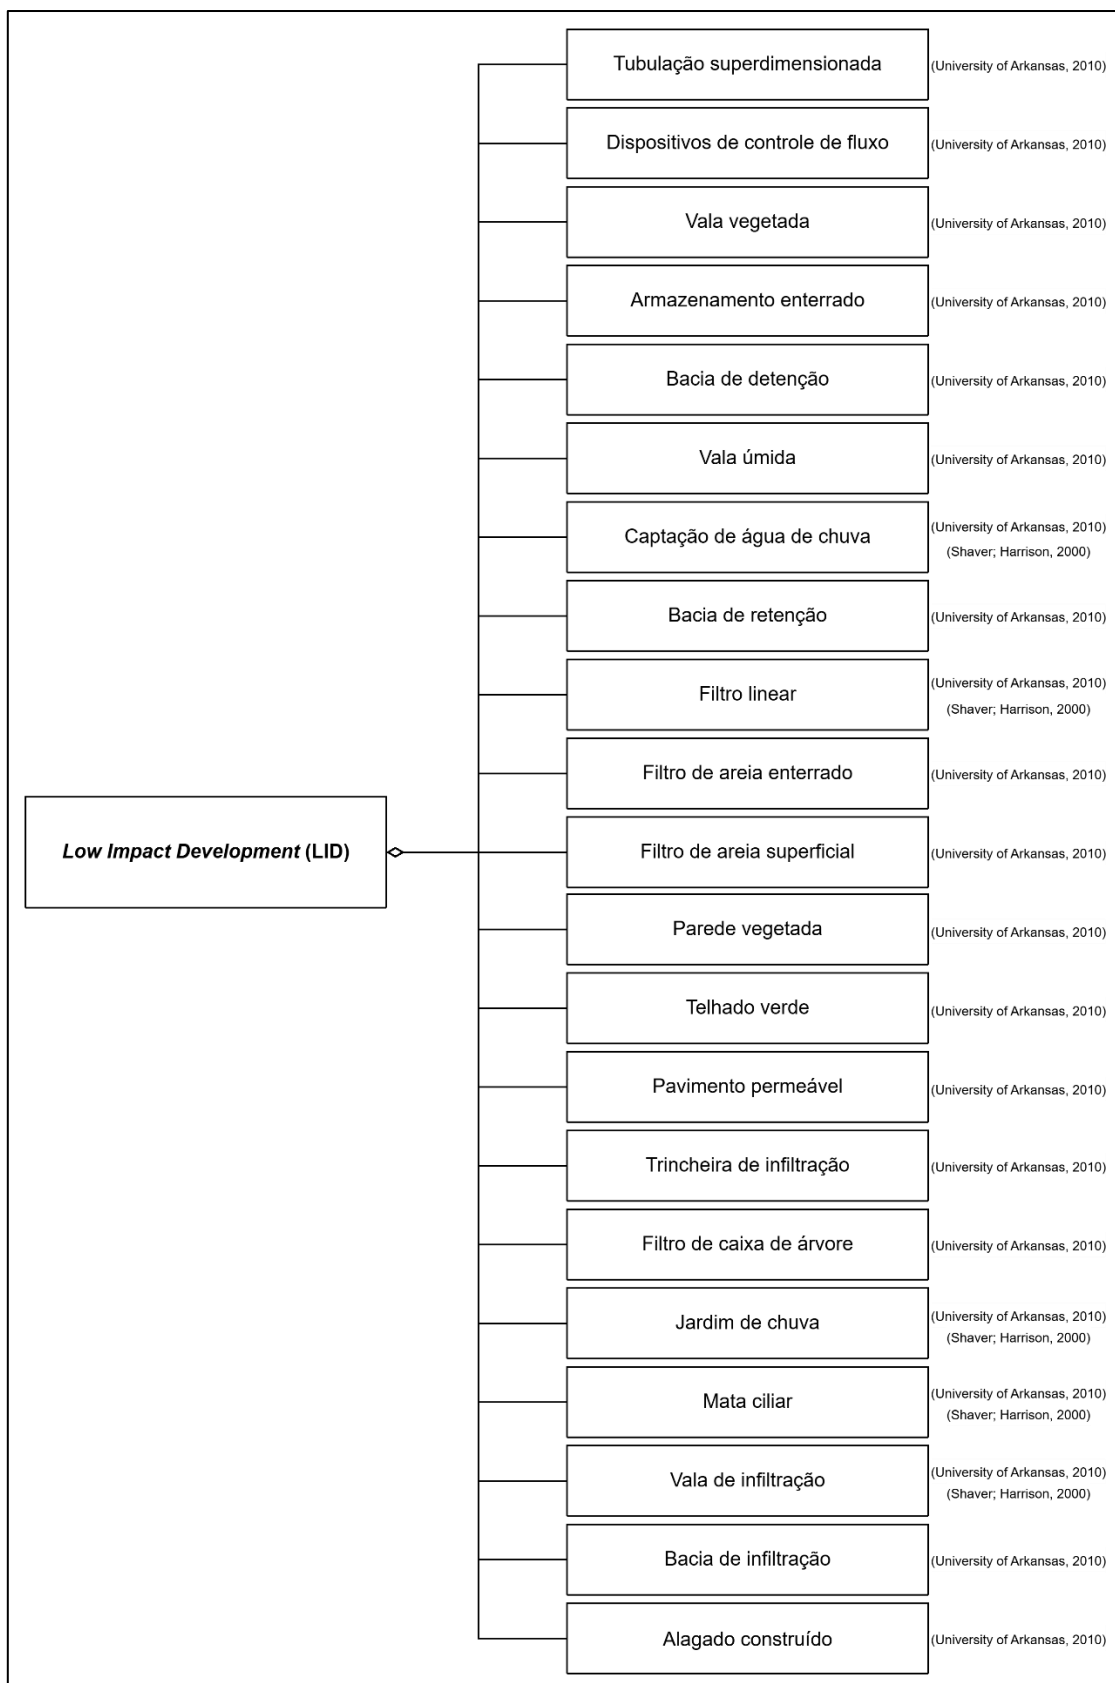 Tubulação superdimensionada
(University of Arkansas, 2010)
Dispositivos de controle de fluxo
(University of Arkansas, 2010)
Vala vegetada
(University of Arkansas, 2010)
Armazenamento enterrado
(University of Arkansas, 2010)
Bacia de detenção
(University of Arkansas, 2010)
Vala úmida
(University of Arkansas, 2010)
Captação de água de chuva
(University of Arkansas, 2010)
(Shaver; Harrison, 2000)
Bacia de retenção
(University of Arkansas, 2010)
Filtro linear
(University of Arkansas, 2010)
(Shaver; Harrison, 2000)
Filtro de areia enterrado
(University of Arkansas, 2010)
Low Impact Development (LID)
Filtro de areia superficial
(University of Arkansas, 2010)
Parede vegetada
(University of Arkansas, 2010)
Telhado verde
(University of Arkansas, 2010)
Pavimento permeável
(University of Arkansas, 2010)
Trincheira de infiltração
(University of Arkansas, 2010)
Filtro de caixa de árvore
(University of Arkansas, 2010)
Jardim de chuva
(University of Arkansas, 2010)
(Shaver; Harrison, 2000)
Mata ciliar
(University of Arkansas, 2010)
(Shaver; Harrison, 2000)
Vala de infiltração
(University of Arkansas, 2010)
(Shaver; Harrison, 2000)
Bacia de infiltração
(University of Arkansas, 2010)
Alagado construído
(University of Arkansas, 2010)